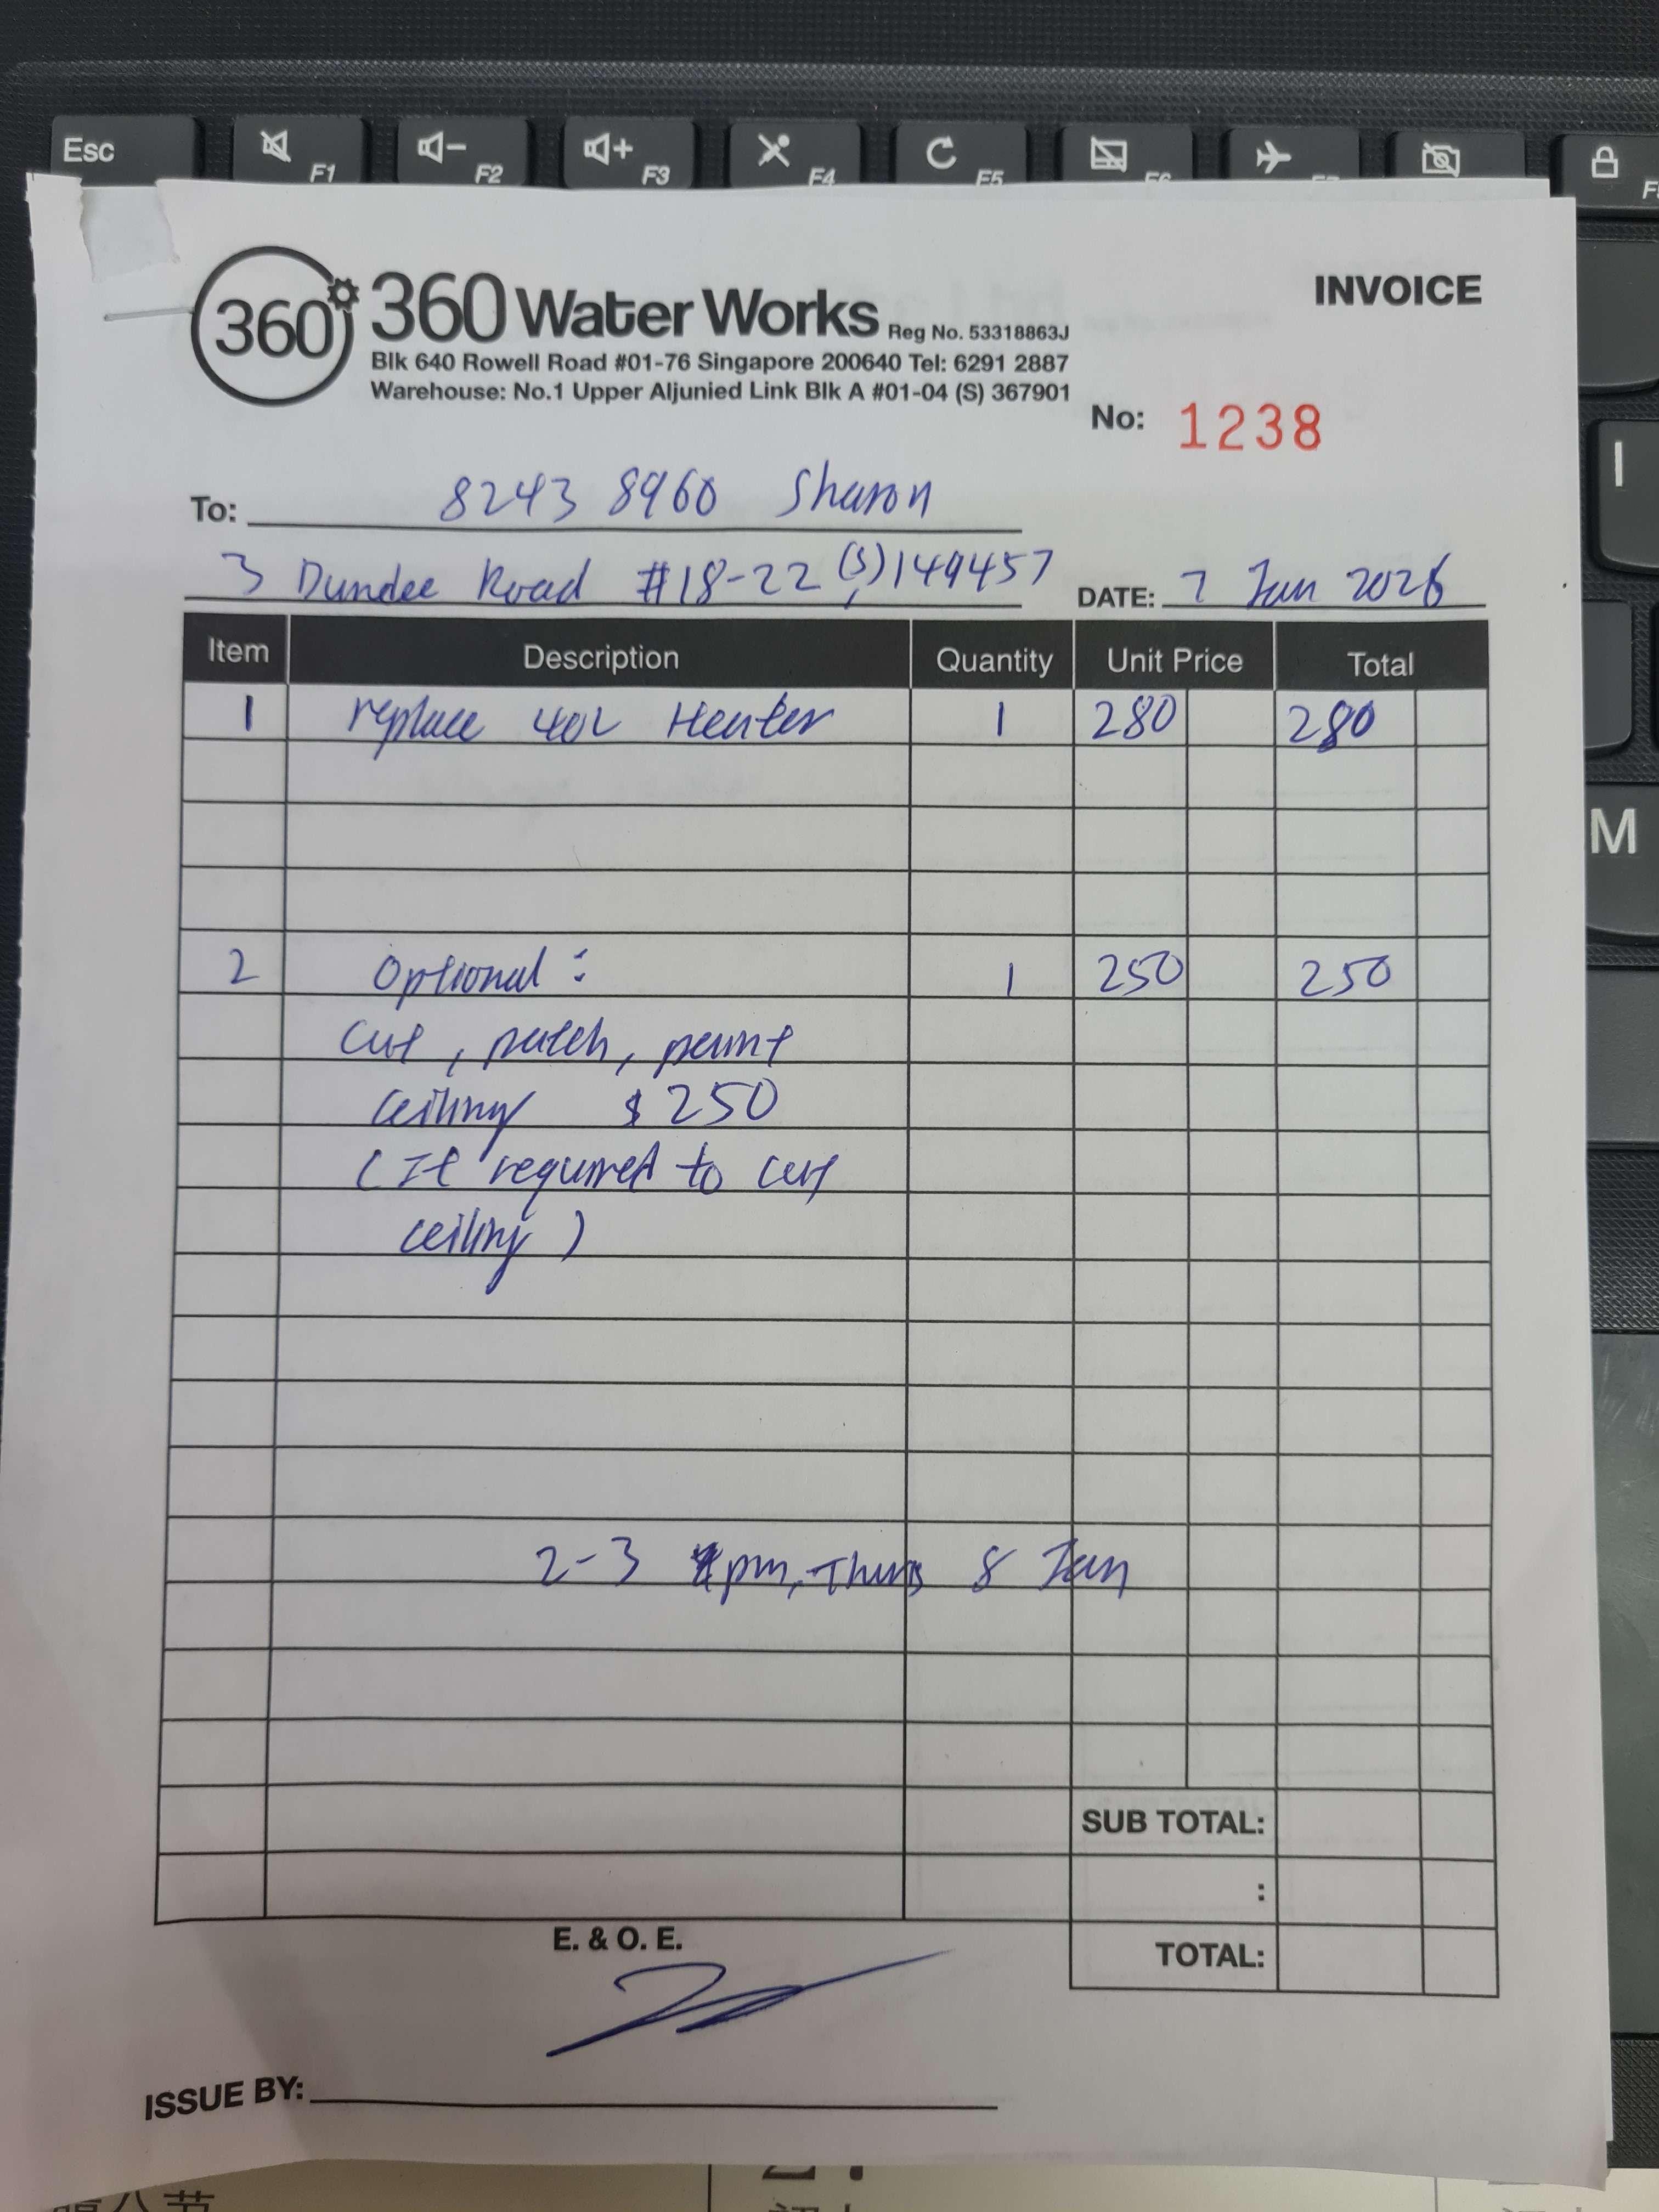 Esc
F1
F2
F3
F4
F5
I
M
360°
360 Water Works Reg No. 53318863J
INVOICE
Blk 640 Rowell Road #01-76 Singapore 200640 Tel: 6291 2887
Warehouse: No.1 Upper Aljunied Link Blk A #01-04 (S) 367901
No: 1238
To: 8243 8960 Sharon
3 Dundee Road #18-22, (S)149457 DATE: 7 Jan 2026
Item Description Quantity Unit Price Total
1 replace 40L Heater 1 280 280
2 Optional : 1 250 250
cut, patch, paint
ceiling $250
(If required to cut
ceiling)
2-3 pm, Thurs 8 Jan
SUB TOTAL:
:
E. & O. E.
TOTAL:
ISSUE BY: